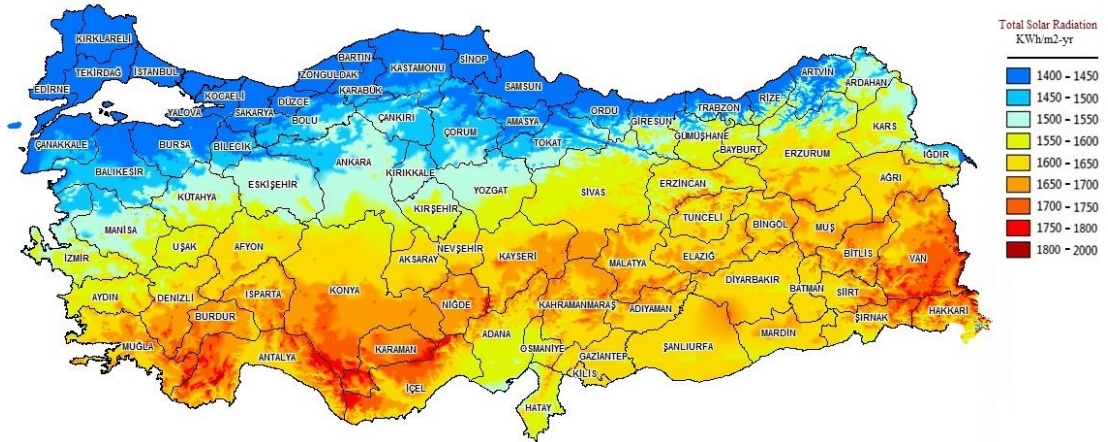 Total Solar Radiation
KWh/m2-yr
1400 - 1450
1450 - 1500
1500 - 1550
1550 - 1600
1600 - 1650
1650 - 1700
1700 - 1750
1750 - 1800
1800 - 2000
KIRKLARELİ
TEKİRDAĞ
İSTANBUL
EDİRNE
KOCAELİ
YALOVA
SAKARYA
DÜZCE
BOLU
ZONGULDAK
BARTIN
KARABÜK
KASTAMONU
SİNOP
SAMSUN
ÇANKIRI
ÇORUM
AMASYA
ORDU
TOKAT
GİRESUN
TRABZON
RİZE
ARTVİN
ARDAHAN
GÜMÜŞHANE
BAYBURT
KARS
IĞDIR
ERZURUM
AĞRI
ÇANAKKALE
BURSA
BİLECİK
BALIKEŞİR
KÜTAHYA
ESKİŞEHİR
ANKARA
KIRIKKALE
YOZGAT
KIRŞEHİR
SİVAS
ERZİNCAN
TUNCELİ
BİNGÖL
MUŞ
BİTLİS
VAN
MANİSA
İZMİR
UŞAK
AFYON
NEVŞEHİR
AKSARAY
KAYSERİ
MALATYA
ELAZIĞ
DİYARBAKIR
BATMAN
SİİRT
ŞIRNAK
HAKKARİ
AYDIN
DENİZLİ
ISPARTA
BURDUR
KONYA
NİĞDE
KAHRAMANMARAŞ
ADIYAMAN
MARDİN
ŞANLIURFA
MUĞLA
ANTALYA
KARAMAN
İÇEL
ADANA
OSMANİYE
GAZİANTEP
KİLİS
HATAY